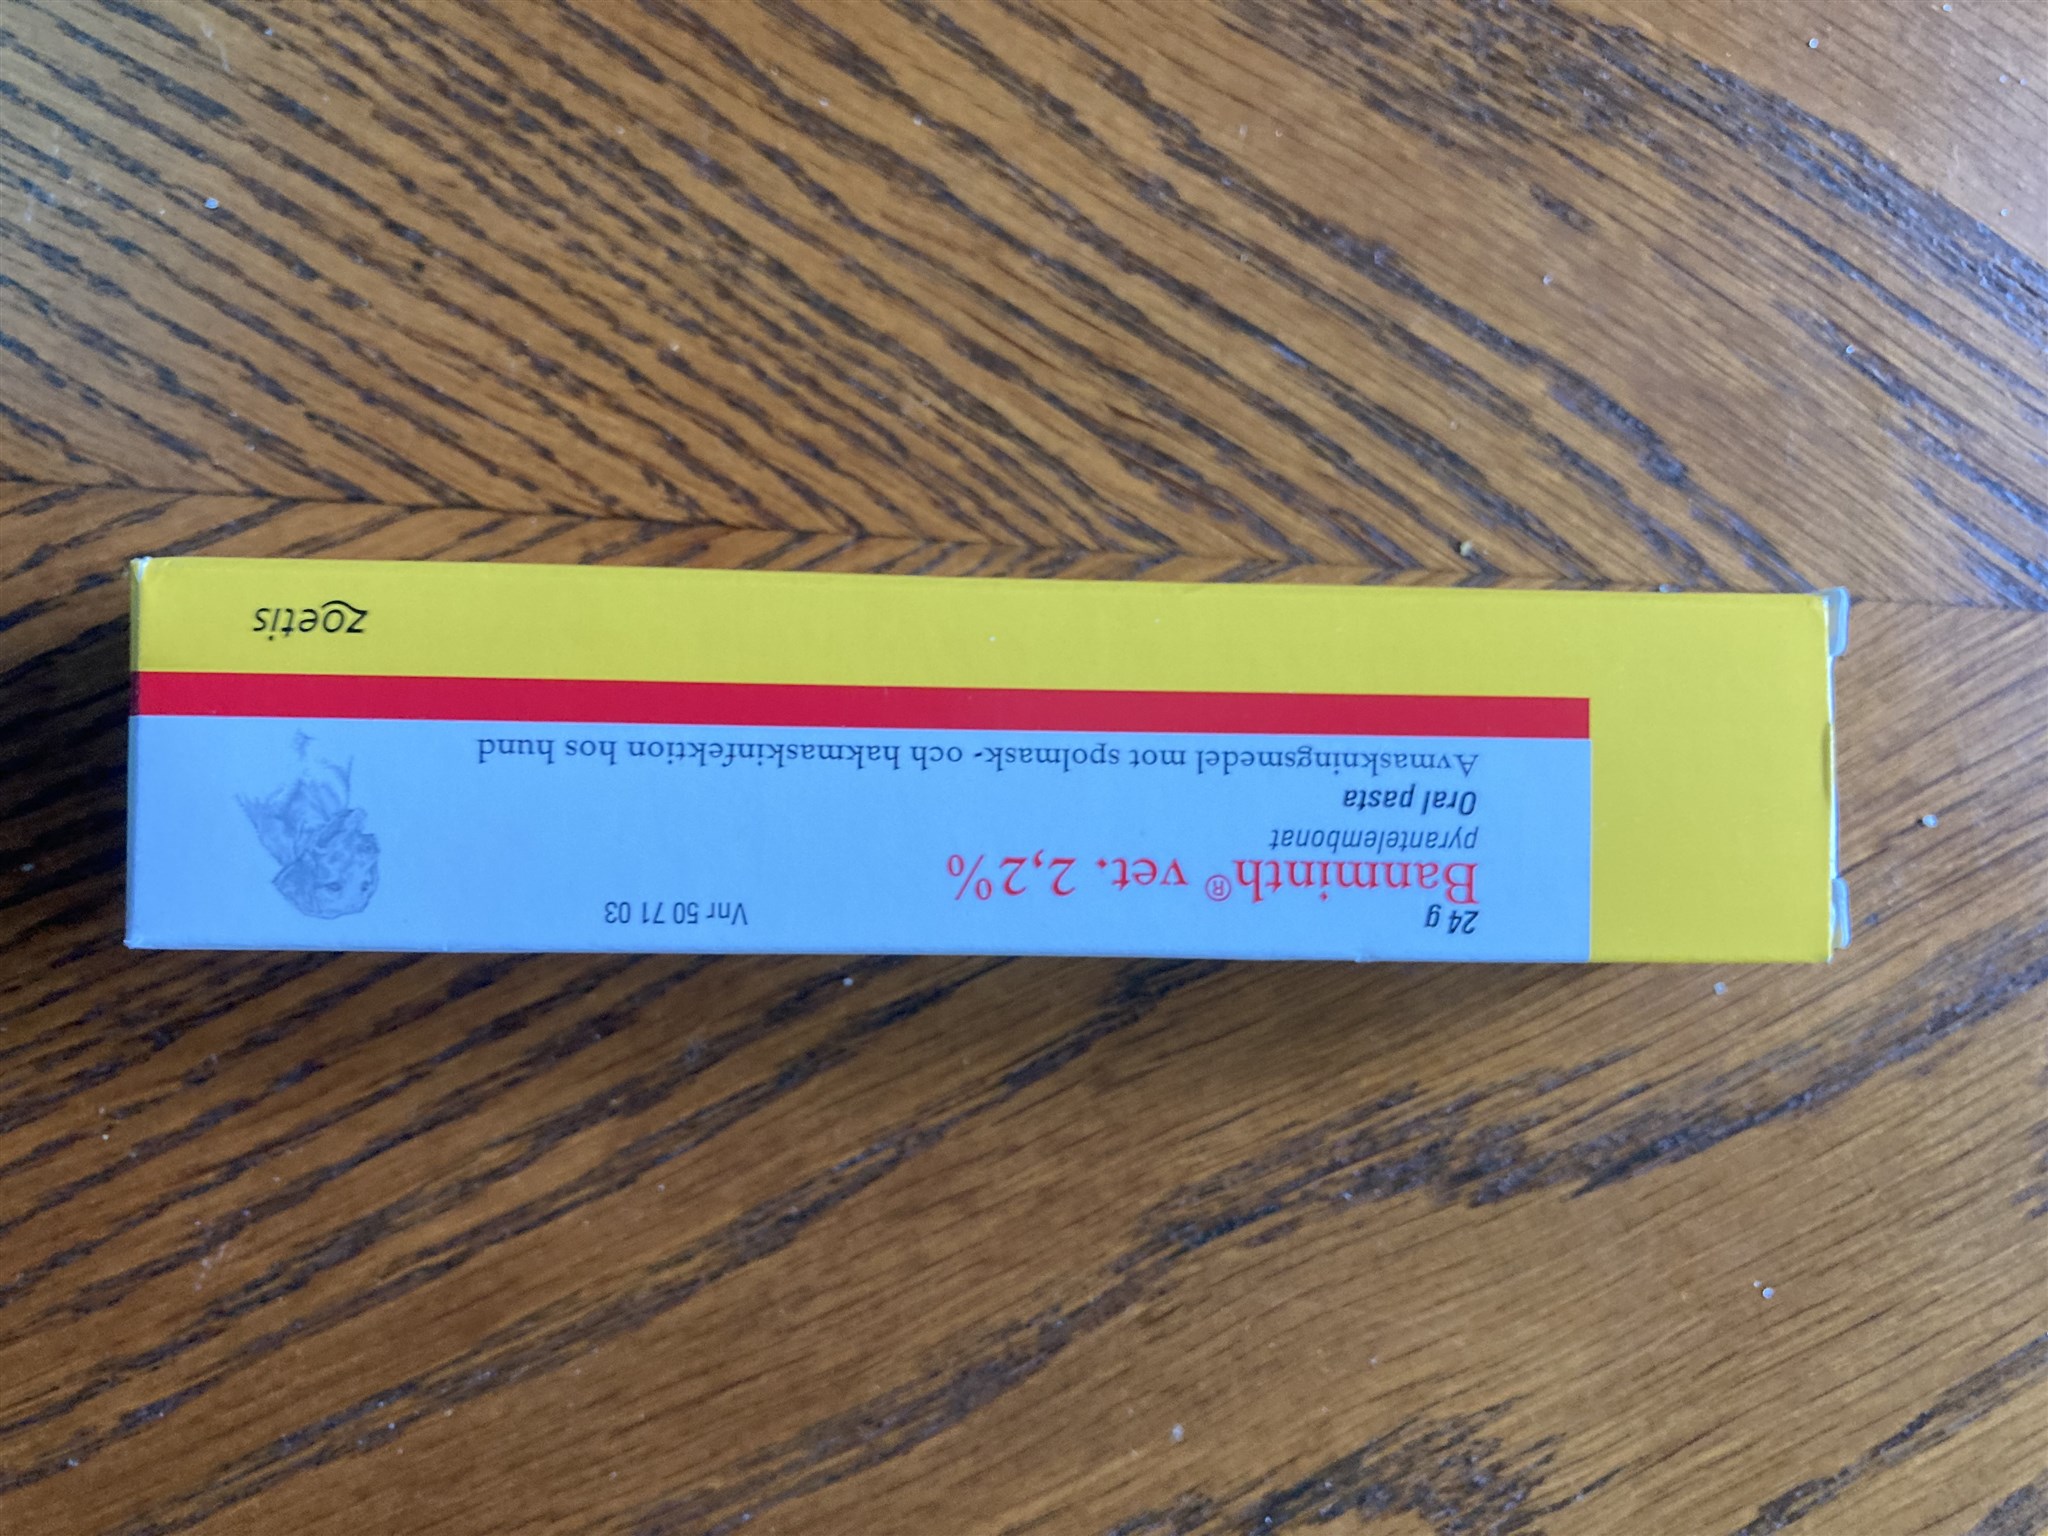 24 g
Vnr 50 71 03
Banminth® vet. 2,2%
pyrantelembonat
Oral pasta
Avmaskningsmedel mot spolmask- och hakmaskinfektion hos hund
zoetis